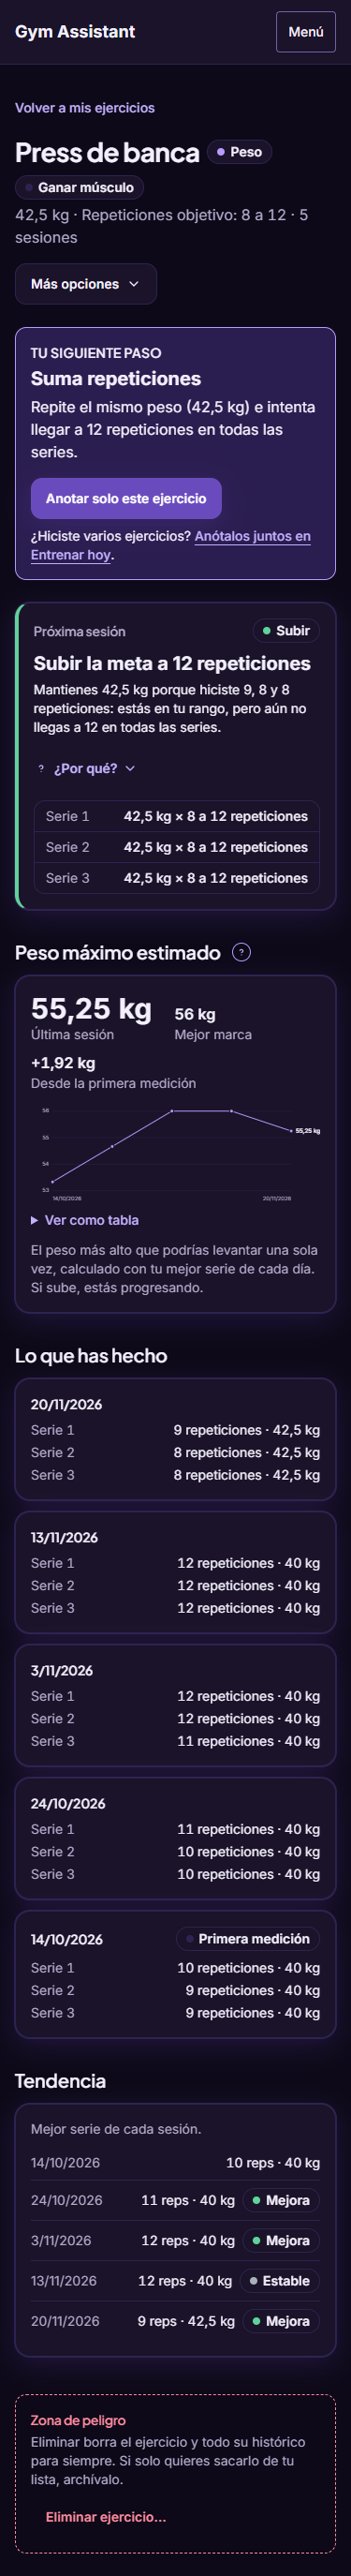 Gym Assistant
Menú
Volver a mis ejercicios
Press de banca
Peso
Ganar músculo
42,5 kg · Repeticiones objetivo: 8 a 12 · 5
sesiones
Más opciones
TU SIGUIENTE PASO
Suma repeticiones
Repite el mismo peso (42,5 kg) e intenta
llegar a 12 repeticiones en todas las
series.
Anotar solo este ejercicio
¿Hiciste varios ejercicios? Anótalos juntos en
Entrenar hoy.
Próxima sesión
Subir
Subir la meta a 12 repeticiones
Mantienes 42,5 kg porque hiciste 9, 8 y 8
repeticiones: estás en tu rango, pero aún no
llegas a 12 en todas las series.
? ¿Por qué?
Serie 1 42,5 kg × 8 a 12 repeticiones
Serie 2 42,5 kg × 8 a 12 repeticiones
Serie 3 42,5 kg × 8 a 12 repeticiones
Peso máximo estimado ?
55,25 kg 56 kg
Última sesión Mejor marca
+1,92 kg
Desde la primera medición
56
55
54
53
55,25 kg
14/10/2026 20/11/2026
Ver como tabla
El peso más alto que podrías levantar una sola
vez, calculado con tu mejor serie de cada día.
Si sube, estás progresando.
Lo que has hecho
20/11/2026
Serie 1 9 repeticiones · 42,5 kg
Serie 2 8 repeticiones · 42,5 kg
Serie 3 8 repeticiones · 42,5 kg
13/11/2026
Serie 1 12 repeticiones · 40 kg
Serie 2 12 repeticiones · 40 kg
Serie 3 12 repeticiones · 40 kg
3/11/2026
Serie 1 12 repeticiones · 40 kg
Serie 2 12 repeticiones · 40 kg
Serie 3 11 repeticiones · 40 kg
24/10/2026
Serie 1 11 repeticiones · 40 kg
Serie 2 10 repeticiones · 40 kg
Serie 3 10 repeticiones · 40 kg
14/10/2026 Primera medición
Serie 1 10 repeticiones · 40 kg
Serie 2 9 repeticiones · 40 kg
Serie 3 9 repeticiones · 40 kg
Tendencia
Mejor serie de cada sesión.
14/10/2026 10 reps · 40 kg
24/10/2026 11 reps · 40 kg Mejora
3/11/2026 12 reps · 40 kg Mejora
13/11/2026 12 reps · 40 kg Estable
20/11/2026 9 reps · 42,5 kg Mejora
Zona de peligro
Eliminar borra el ejercicio y todo su histórico
para siempre. Si solo quieres sacarlo de tu
lista, archívalo.
Eliminar ejercicio...